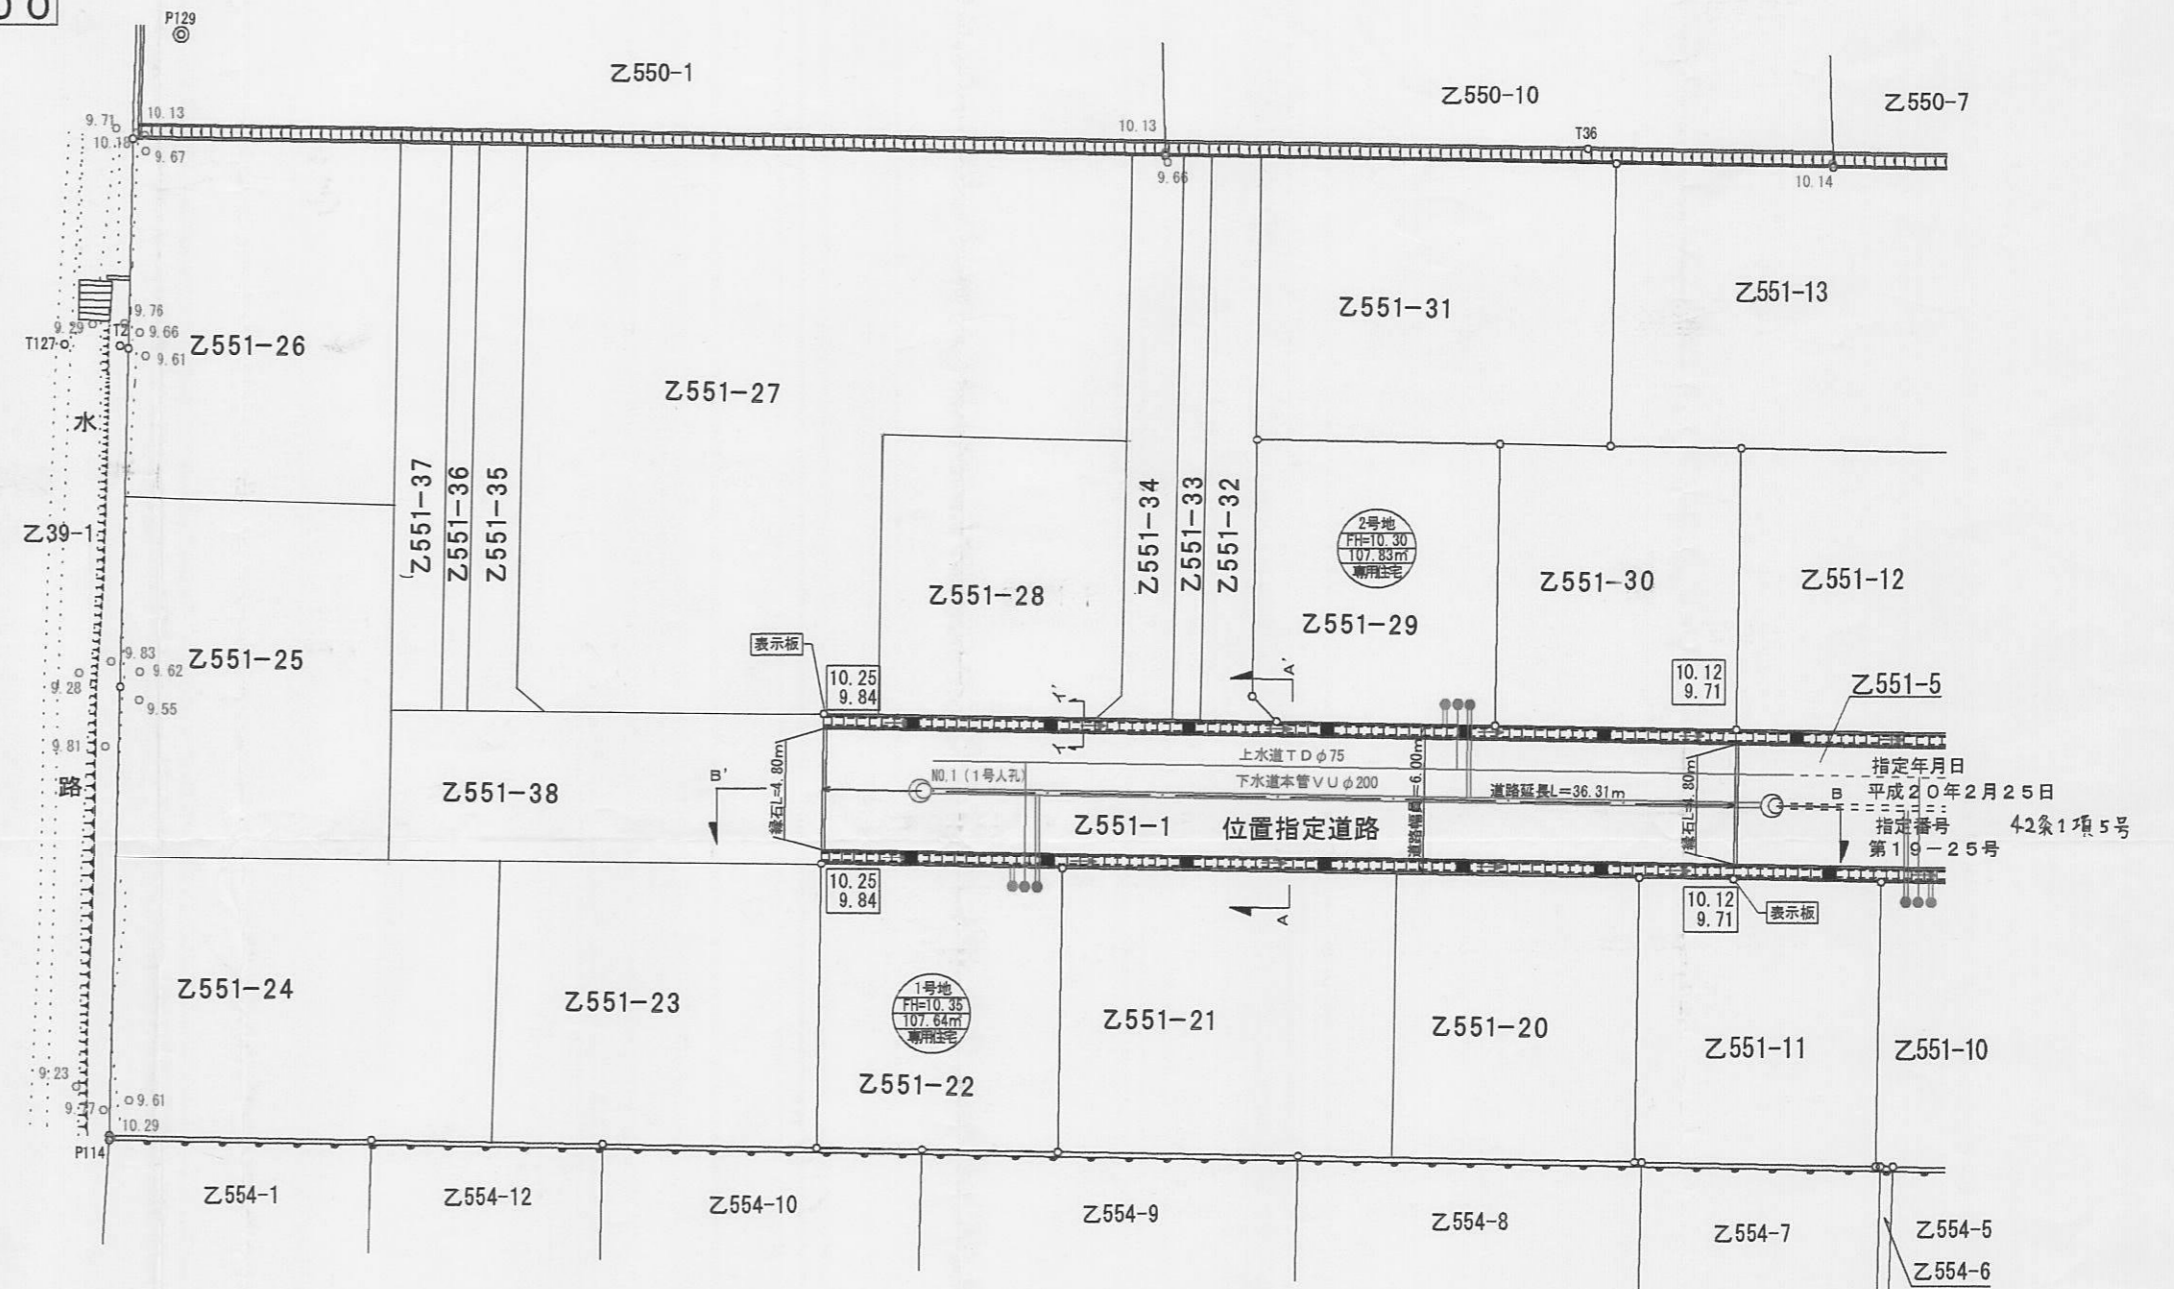 00
P129
乙550-1
乙550-10
乙550-7
9.71
10.13
10.18
9.67
10.13
9.66
T36
10.14
乙551-31
乙551-13
9.76
9.29
T2
9.66
T127
9.61
乙551-26
乙551-27
水
路
乙39-1
乙551-37
乙551-36
乙551-35
乙551-34
乙551-33
乙551-32
2号地
FH=10.30
107.83㎡
専用住宅
乙551-29
乙551-30
乙551-12
乙551-28
9.83
9.62
9.28
9.55
9.81
乙551-25
表示板
10.25
9.84
A'
イ'
イ
10.12
9.71
乙551-5
乙551-38
B'
縁石L=4.80m
NO.1(1号人孔)
上水道TDφ75
下水道本管VUφ200
道路幅員=6.00m
道路延長L=36.31m
縁石L=4.80m
乙551-1
位置指定道路
B
指定年月日
平成20年2月25日
指定番号
第19-25号
42条1項5号
10.25
9.84
A
10.12
9.71
表示板
乙551-24
乙551-23
1号地
FH=10.35
107.64㎡
専用住宅
乙551-22
乙551-21
乙551-20
乙551-11
乙551-10
9.23
9.61
10.29
P114
乙554-1
乙554-12
乙554-10
乙554-9
乙554-8
乙554-7
乙554-5
乙554-6